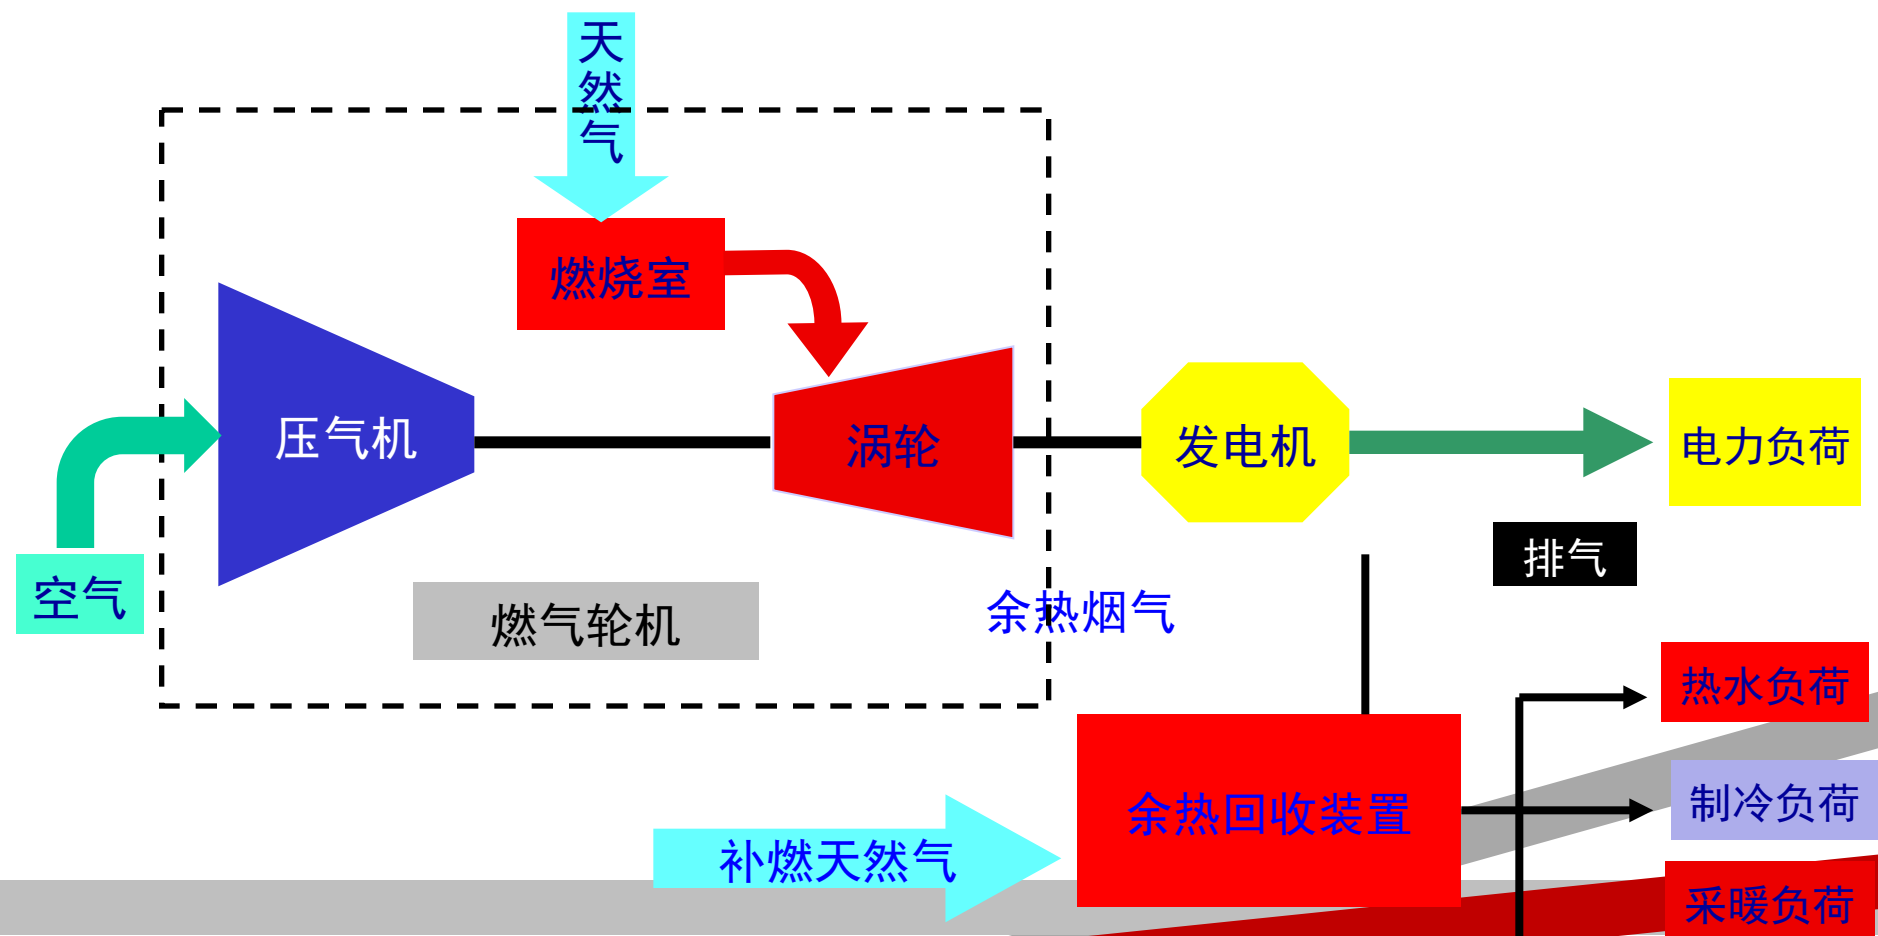 天然气
燃烧室
压气机
涡轮
发电机
电力负荷
排气
空气
燃气轮机
余热烟气
热水负荷
余热回收装置
制冷负荷
补燃天然气
采暖负荷